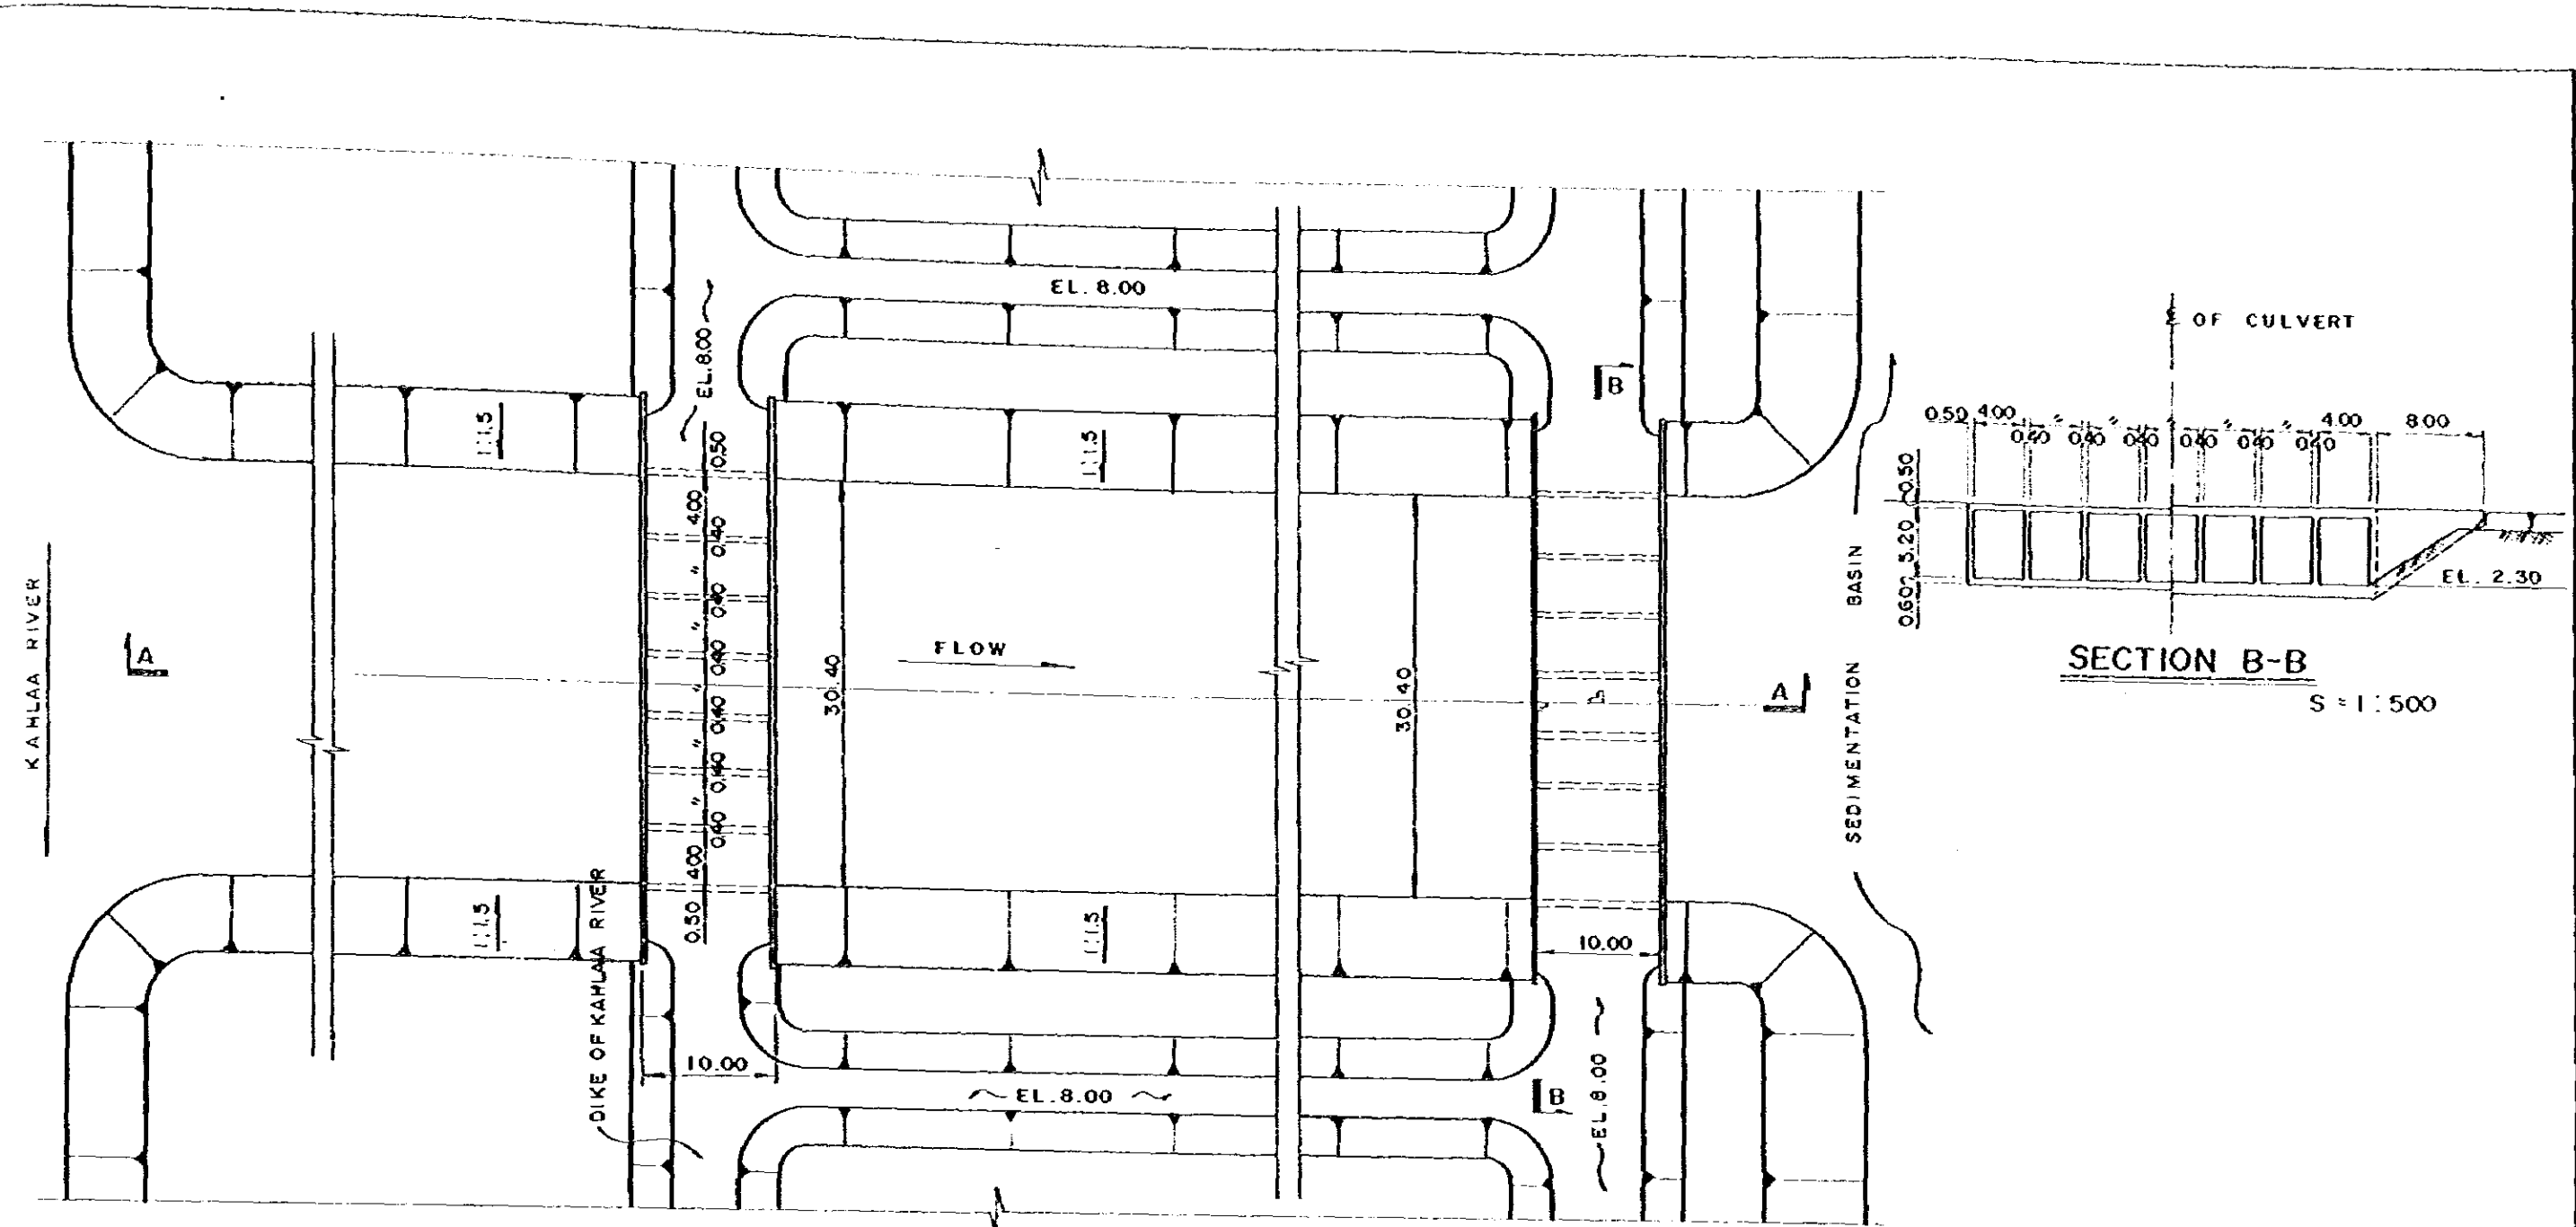 KAHLAA RIVER
A
1:1.5
1:1.5
EL.8.00
0.50
4.00
0.40
"
0.40
"
0.40
"
0.40
"
0.40
"
0.40
4.00
0.50
DIKE OF KAHLAA RIVER
10.00
EL. 8.00
1:1.5
30.40
FLOW
30.40
1:1.5
EL.8.00
B
10.00
B
EL.8.00
A
SEDIMENTATION BASIN
℄ OF CULVERT
0.50 4.00 " " " " " 4.00 8.00
0.40 0.40 0.40 0.40 0.40 0.40
0.50
5.20
0.60
EL. 2.30
SECTION B-B
S = 1 : 500